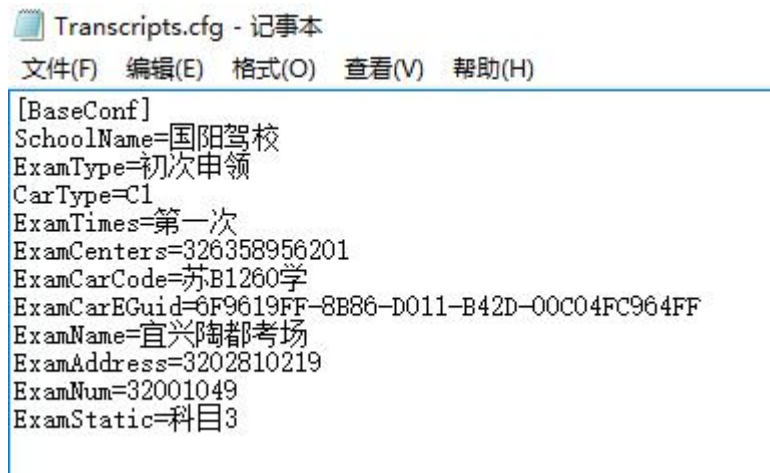 Transcripts.cfg - 记事本
文件(F) 编辑(E) 格式(O) 查看(V) 帮助(H)
[BaseConf]
SchoolName=国阳驾校
ExamType=初次申领
CarType=C1
ExamTimes=第一次
ExamCenters=326358956201
ExamCarCode=苏B1260学
ExamCarEGuid=6F9619FF-8B86-D011-B42D-00C04FC964FF
ExamName=宜兴陶都考场
ExamAddress=3202810219
ExamNum=32001049
ExamStatic=科目3